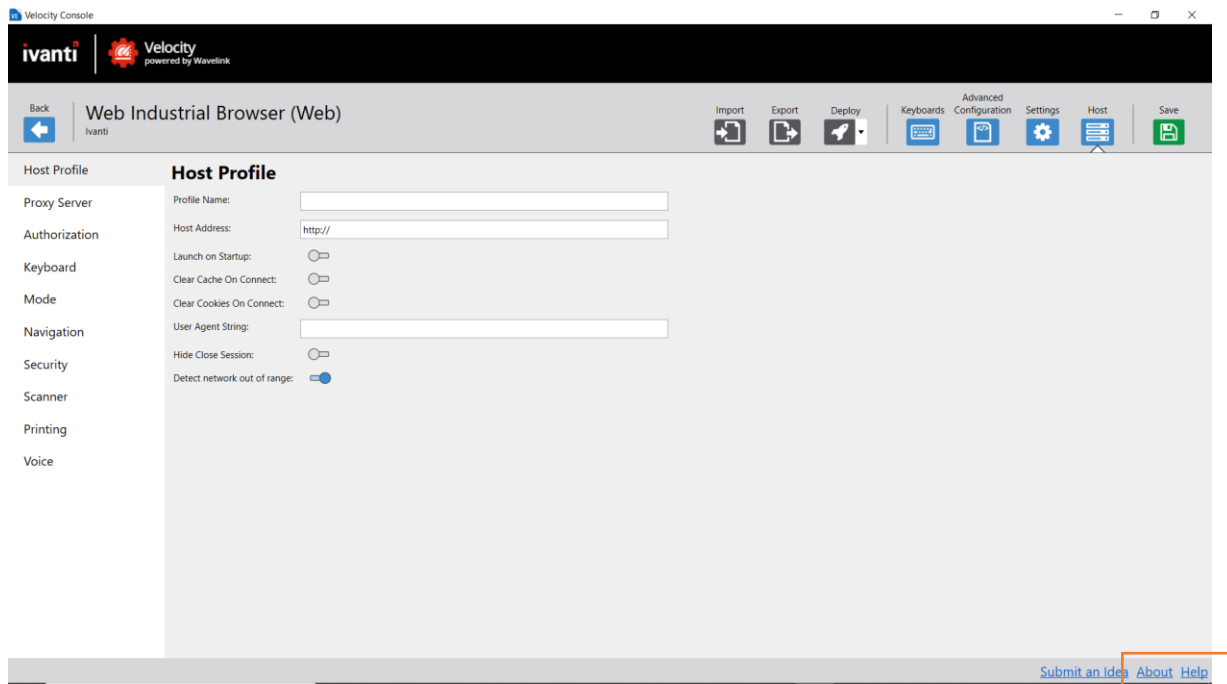 Velocity Console
ivanti
Velocity
powered by Wavelink
Back
Web Industrial Browser (Web)
Ivanti
Import
Export
Deploy
Keyboards
Advanced
Configuration
Settings
Host
Save
Host Profile
Proxy Server
Authorization
Keyboard
Mode
Navigation
Security
Scanner
Printing
Voice
Host Profile
Profile Name:
Host Address: http://
Launch on Startup:
Clear Cache On Connect:
Clear Cookies On Connect:
User Agent String:
Hide Close Session:
Detect network out of range:
Submit an Idea About Help